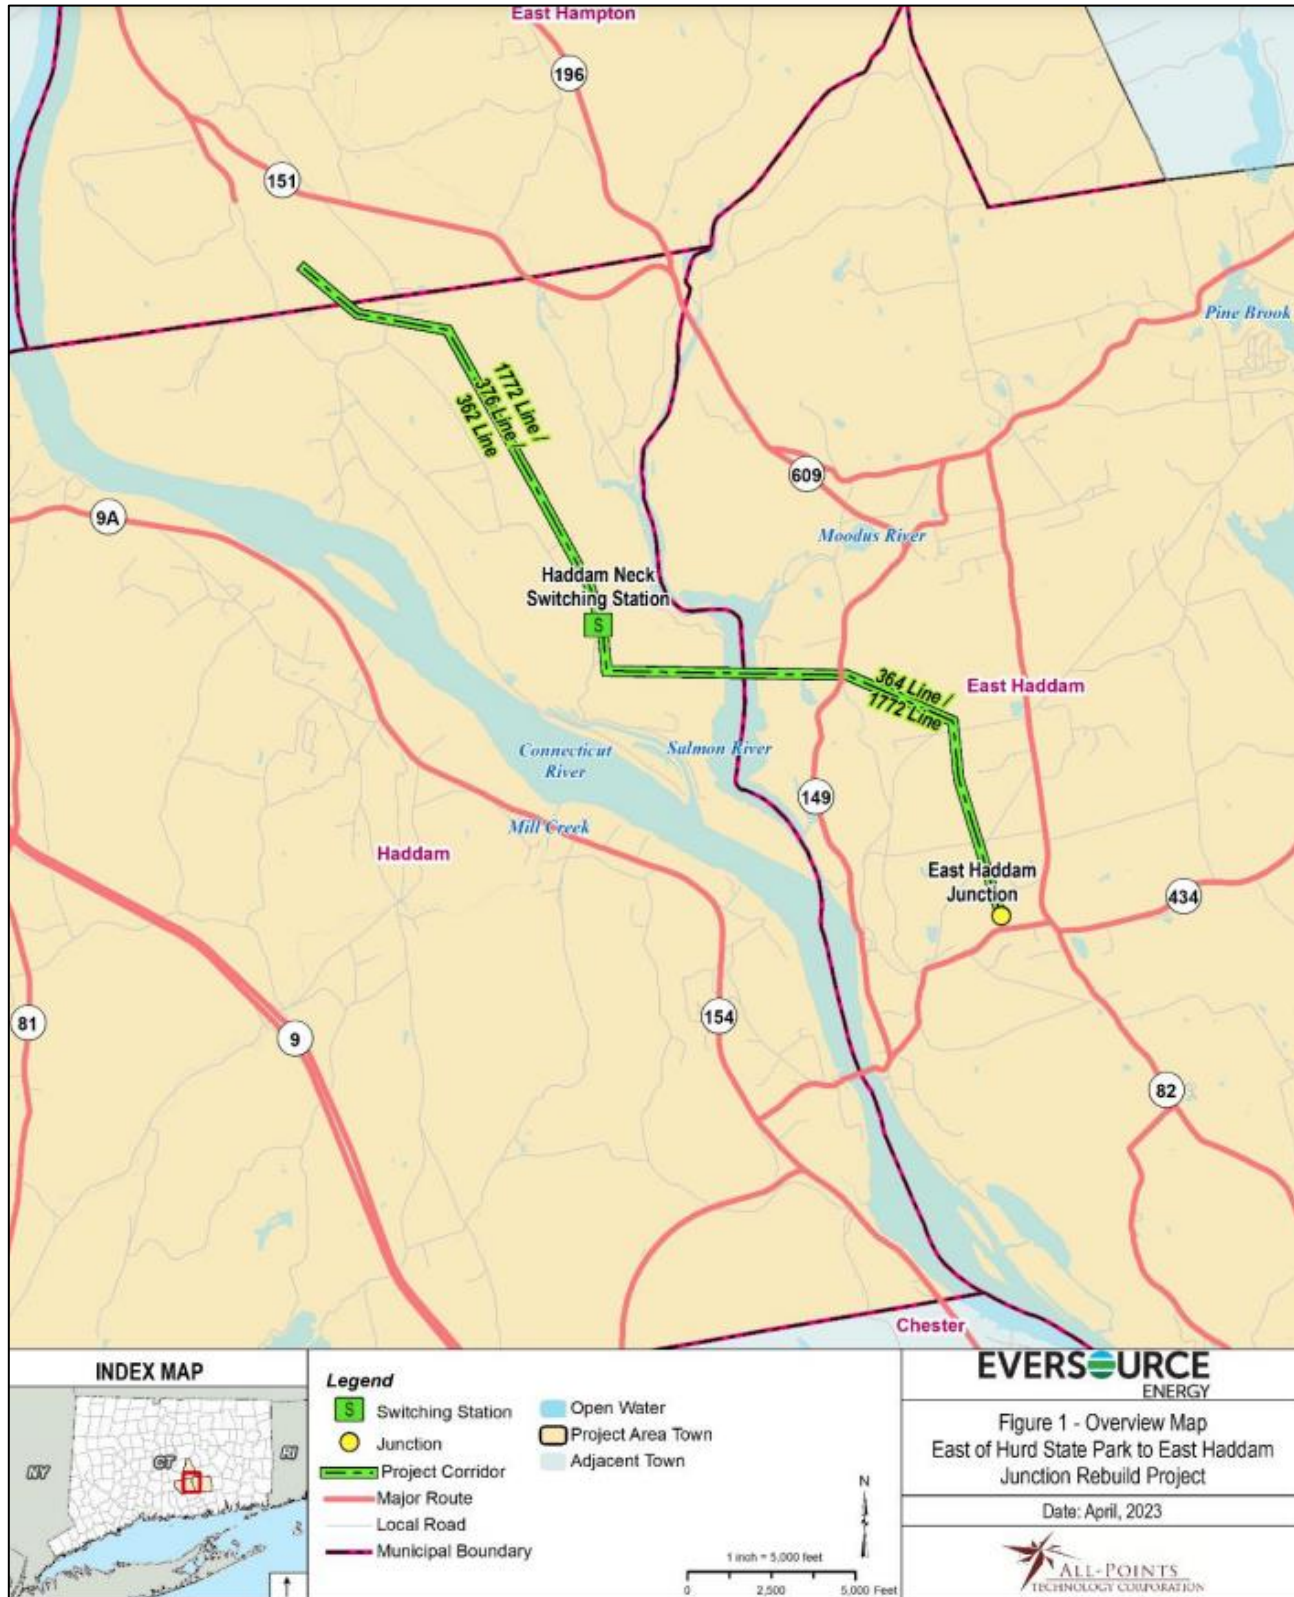 East Hampton
196
151
Pine Brook
1772 Line /
376 Line /
362 Line
609
9A
Moodus River
Haddam Neck
Switching Station
S
364 Line /
1772 Line
East Haddam
Connecticut
River
Salmon River
149
Mill Creek
Haddam
East Haddam
Junction
434
81
154
9
82
Chester
INDEX MAP
NY
CT
RI
Legend
S Switching Station
Junction
Project Corridor
Major Route
Local Road
Municipal Boundary
Open Water
Project Area Town
Adjacent Town
N
1 inch = 5,000 feet
0 2,500 5,000 Feet
EVERSOURCE
ENERGY
Figure 1 - Overview Map
East of Hurd State Park to East Haddam
Junction Rebuild Project
Date: April, 2023
ALL-POINTS
TECHNOLOGY CORPORATION